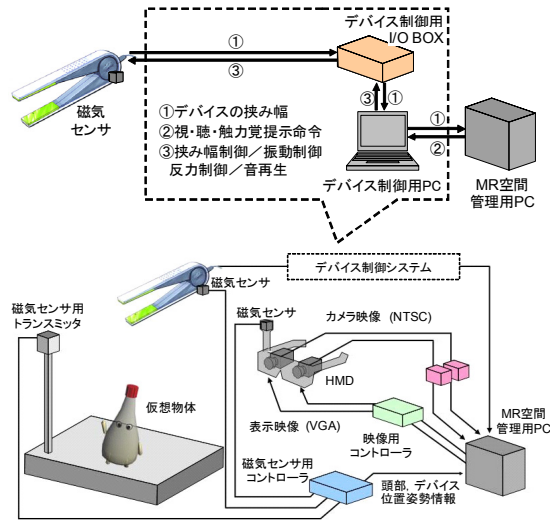 デバイス制御用
I/O BOX
①
③
磁気
センサ
③
①
①デバイスの挟み幅
②視・聴・触力覚提示命令
③挟み幅制御／振動制御
反力制御／音再生
①
②
デバイス制御用PC
MR空間
管理用PC
磁気センサ
デバイス制御システム
磁気センサ用
トランスミッタ
磁気センサ
カメラ映像 (NTSC)
HMD
仮想物体
表示映像 (VGA)
映像用
コントローラ
MR空間
管理用PC
磁気センサ用
コントローラ
頭部，デバイス
位置姿勢情報